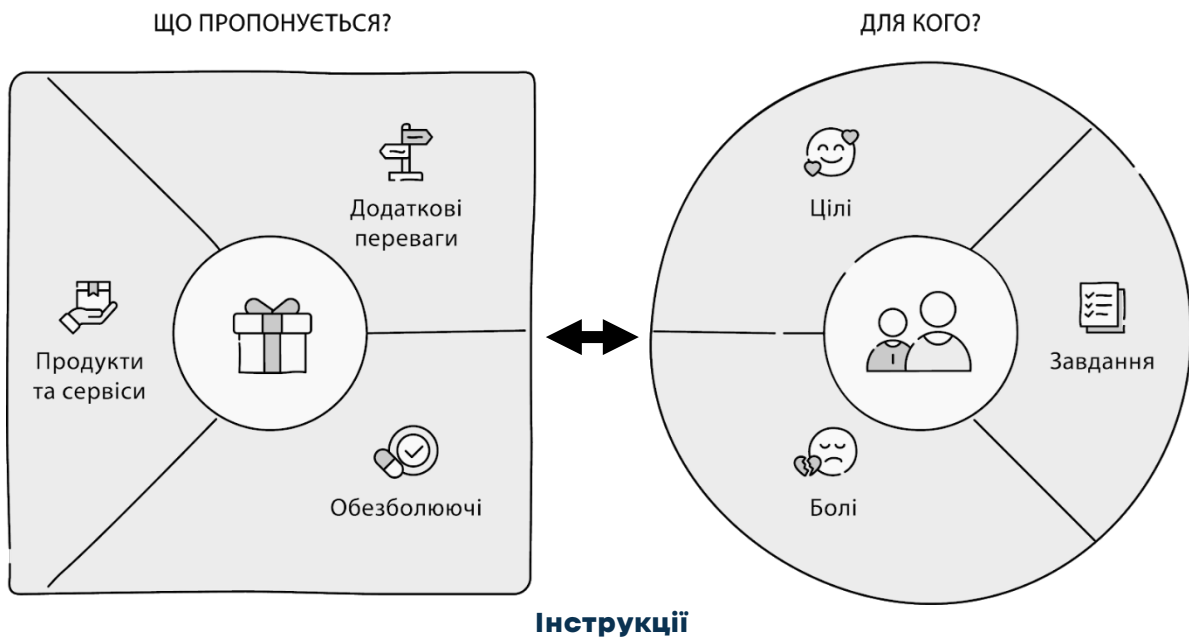 ЩО ПРОПОНУЄТЬСЯ?
ДЛЯ КОГО?
Додаткові
переваги
Продукти
та сервіси
Обезболюючі
Цілі
Завдання
Болі
Інструкції